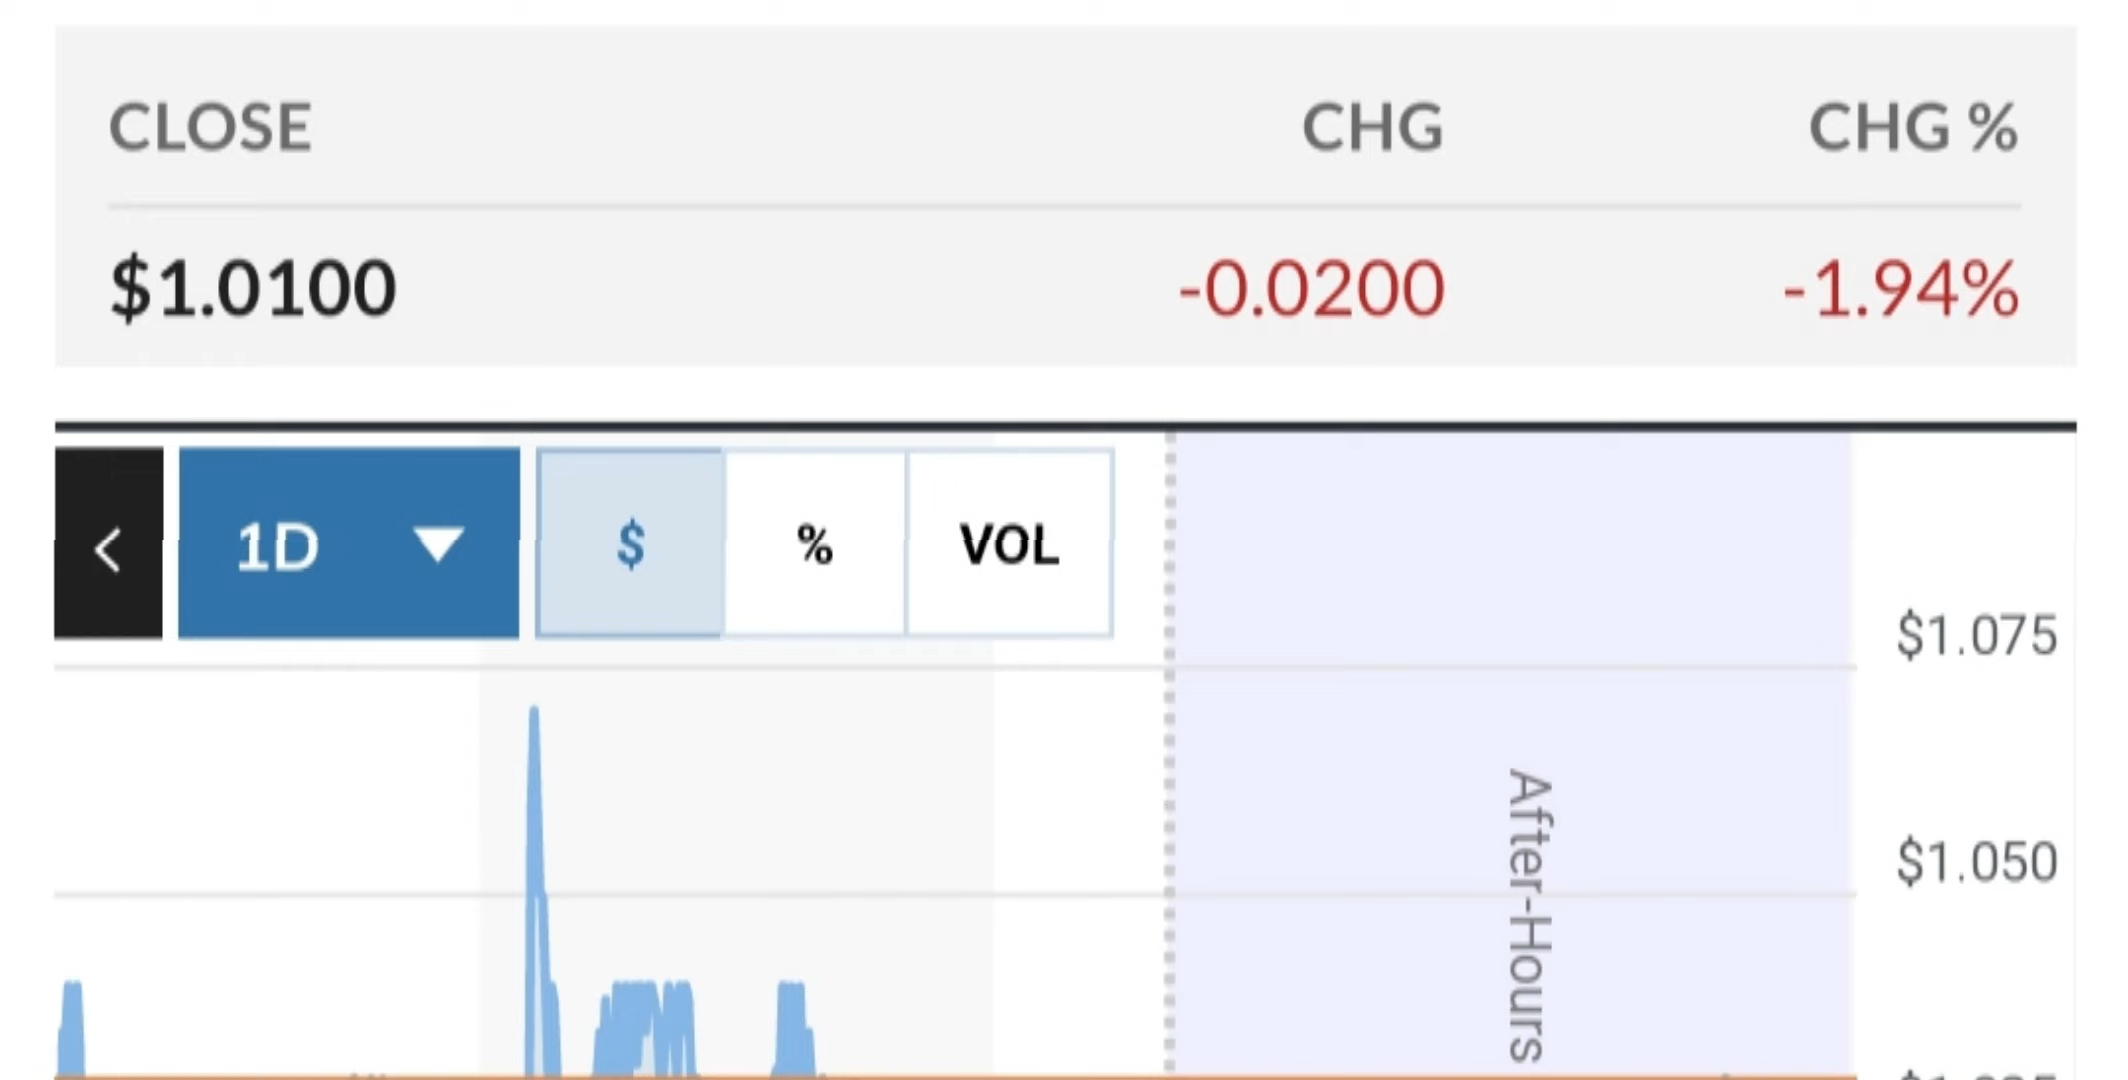 CLOSE CHG CHG %
$1.0100 -0.0200 -1.94%
1D $ % VOL
$1.075
After-Hours
$1.050